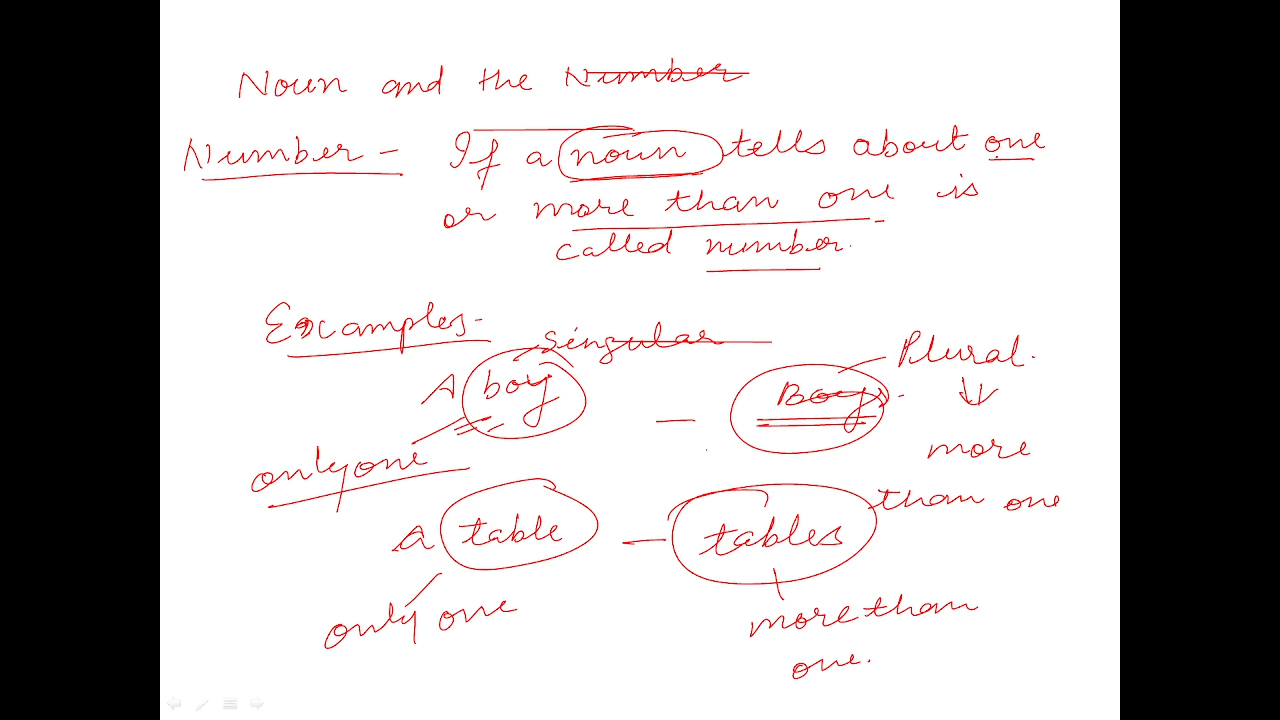 Noun and the Number
Number - If a noun tells about one
or more than one is
called number.
Examples-
singular
Plural.
A boy - Boys.
more
than one
only one
A table - tables
only one
more than
one.